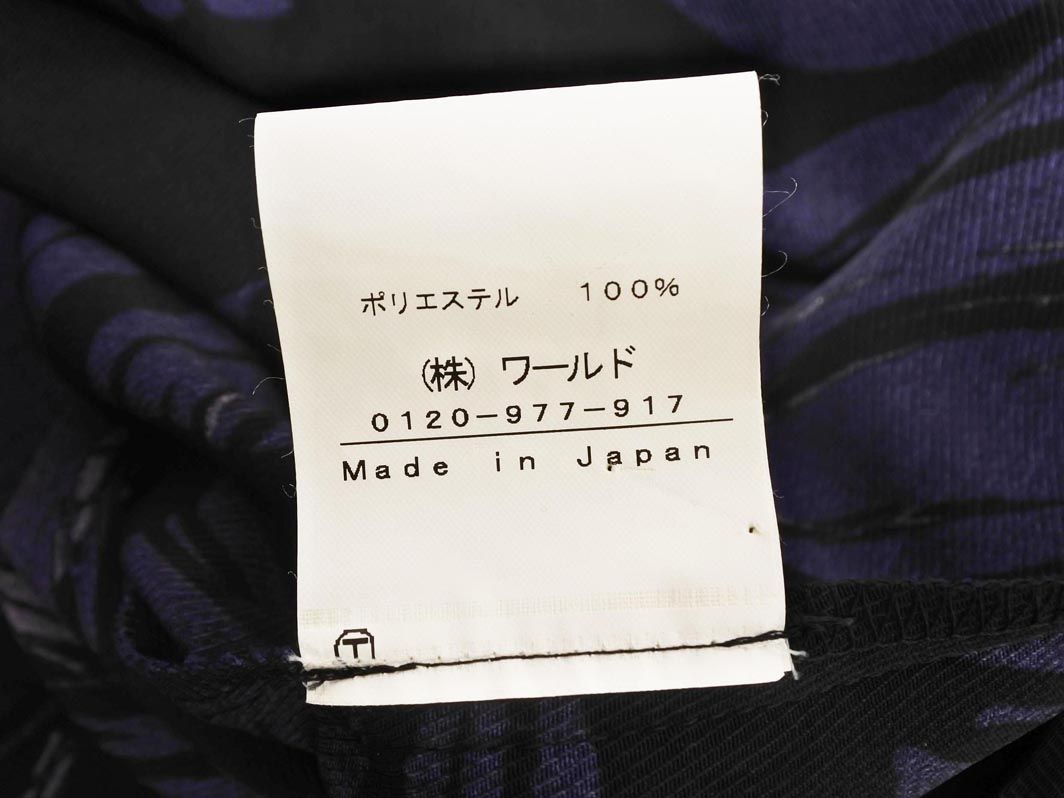 ポリエステル 100%
(株) ワールド
0120-977-917
Made in Japan
T